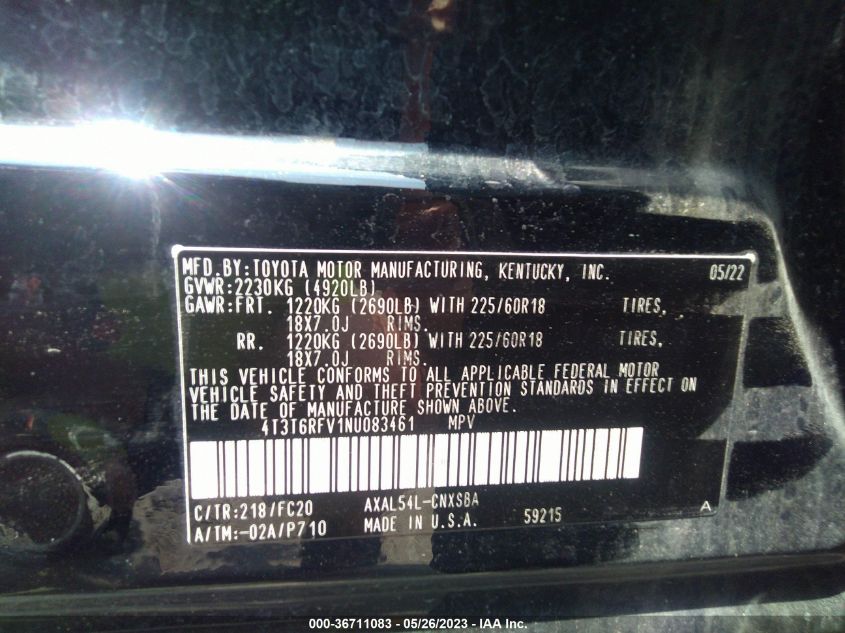 MFD.BY:TOYOTA MOTOR MANUFACTURING, KENTUCKY, INC. 05/22
GVWR:2230KG (4920LB)
GAWR:FRT. 1220KG (2690LB) WITH 225/60R18 TIRES,
18X7.0J RIMS.
RR. 1220KG (2690LB) WITH 225/60R18 TIRES,
18X7.0J RIMS.
THIS VEHICLE CONFORMS TO ALL APPLICABLE FEDERAL MOTOR
VEHICLE SAFETY AND THEFT PREVENTION STANDARDS IN EFFECT ON
THE DATE OF MANUFACTURE SHOWN ABOVE.
4T3T6RFV1NU083461 MPV
C/TR:218/FC20 AXAL54L-CNXSBA
A/TM:-02A/P710 MADE IN U.S.A. 59215 A
000-36711083 - 05/26/2023 - IAA Inc.